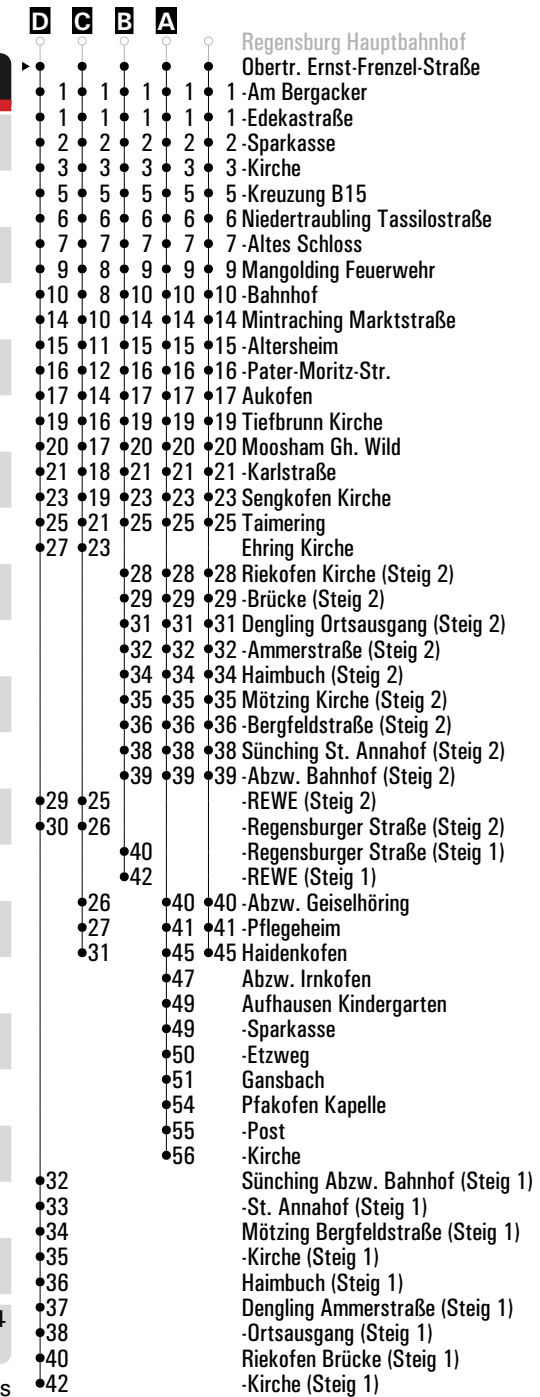 D C B A
Regensburg Hauptbahnhof
Obertr. Ernst-Frenzel-Straße
1 1 1 1 1 -Am Bergacker
1 1 1 1 1 -Edekastraße
2 2 2 2 2 -Sparkasse
3 3 3 3 3 -Kirche
5 5 5 5 5 -Kreuzung B15
6 6 6 6 6 Niedertraubling Tassilostraße
7 7 7 7 7 -Altes Schloss
9 8 9 9 9 Mangolding Feuerwehr
10 8 10 10 10 -Bahnhof
14 10 14 14 14 Mintraching Marktstraße
15 11 15 15 15 -Altersheim
16 12 16 16 16 -Pater-Moritz-Str.
17 14 17 17 17 Aukofen
19 16 19 19 19 Tiefbrunn Kirche
20 17 20 20 20 Moosham Gh. Wild
21 18 21 21 21 -Karlstraße
23 19 23 23 23 Sengkofen Kirche
25 21 25 25 25 Taimering
27 23 Ehring Kirche
28 28 28 Riekofen Kirche (Steig 2)
29 29 29 -Brücke (Steig 2)
31 31 31 Dengling Ortsausgang (Steig 2)
32 32 32 -Ammerstraße (Steig 2)
34 34 34 Haimbuch (Steig 2)
35 35 35 Mötzing Kirche (Steig 2)
36 36 36 -Bergfeldstraße (Steig 2)
38 38 38 Sünching St. Annahof (Steig 2)
39 39 39 -Abzw. Bahnhof (Steig 2)
29 25 -REWE (Steig 2)
30 26 -Regensburger Straße (Steig 2)
40 -Regensburger Straße (Steig 1)
42 -REWE (Steig 1)
26 40 40 -Abzw. Geiselhöring
27 41 41 -Pflegeheim
31 45 45 Haidenkofen
47 Abzw. Irnkofen
49 Aufhausen Kindergarten
49 -Sparkasse
50 -Etzweg
51 Gansbach
54 Pfakofen Kapelle
55 -Post
56 -Kirche
32 Sünching Abzw. Bahnhof (Steig 1)
33 -St. Annahof (Steig 1)
34 Mötzing Bergfeldstraße (Steig 1)
35 -Kirche (Steig 1)
36 Haimbuch (Steig 1)
37 Dengling Ammerstraße (Steig 1)
4 38 -Ortsausgang (Steig 1)
40 Riekofen Brücke (Steig 1)
s 42 -Kirche (Steig 1)